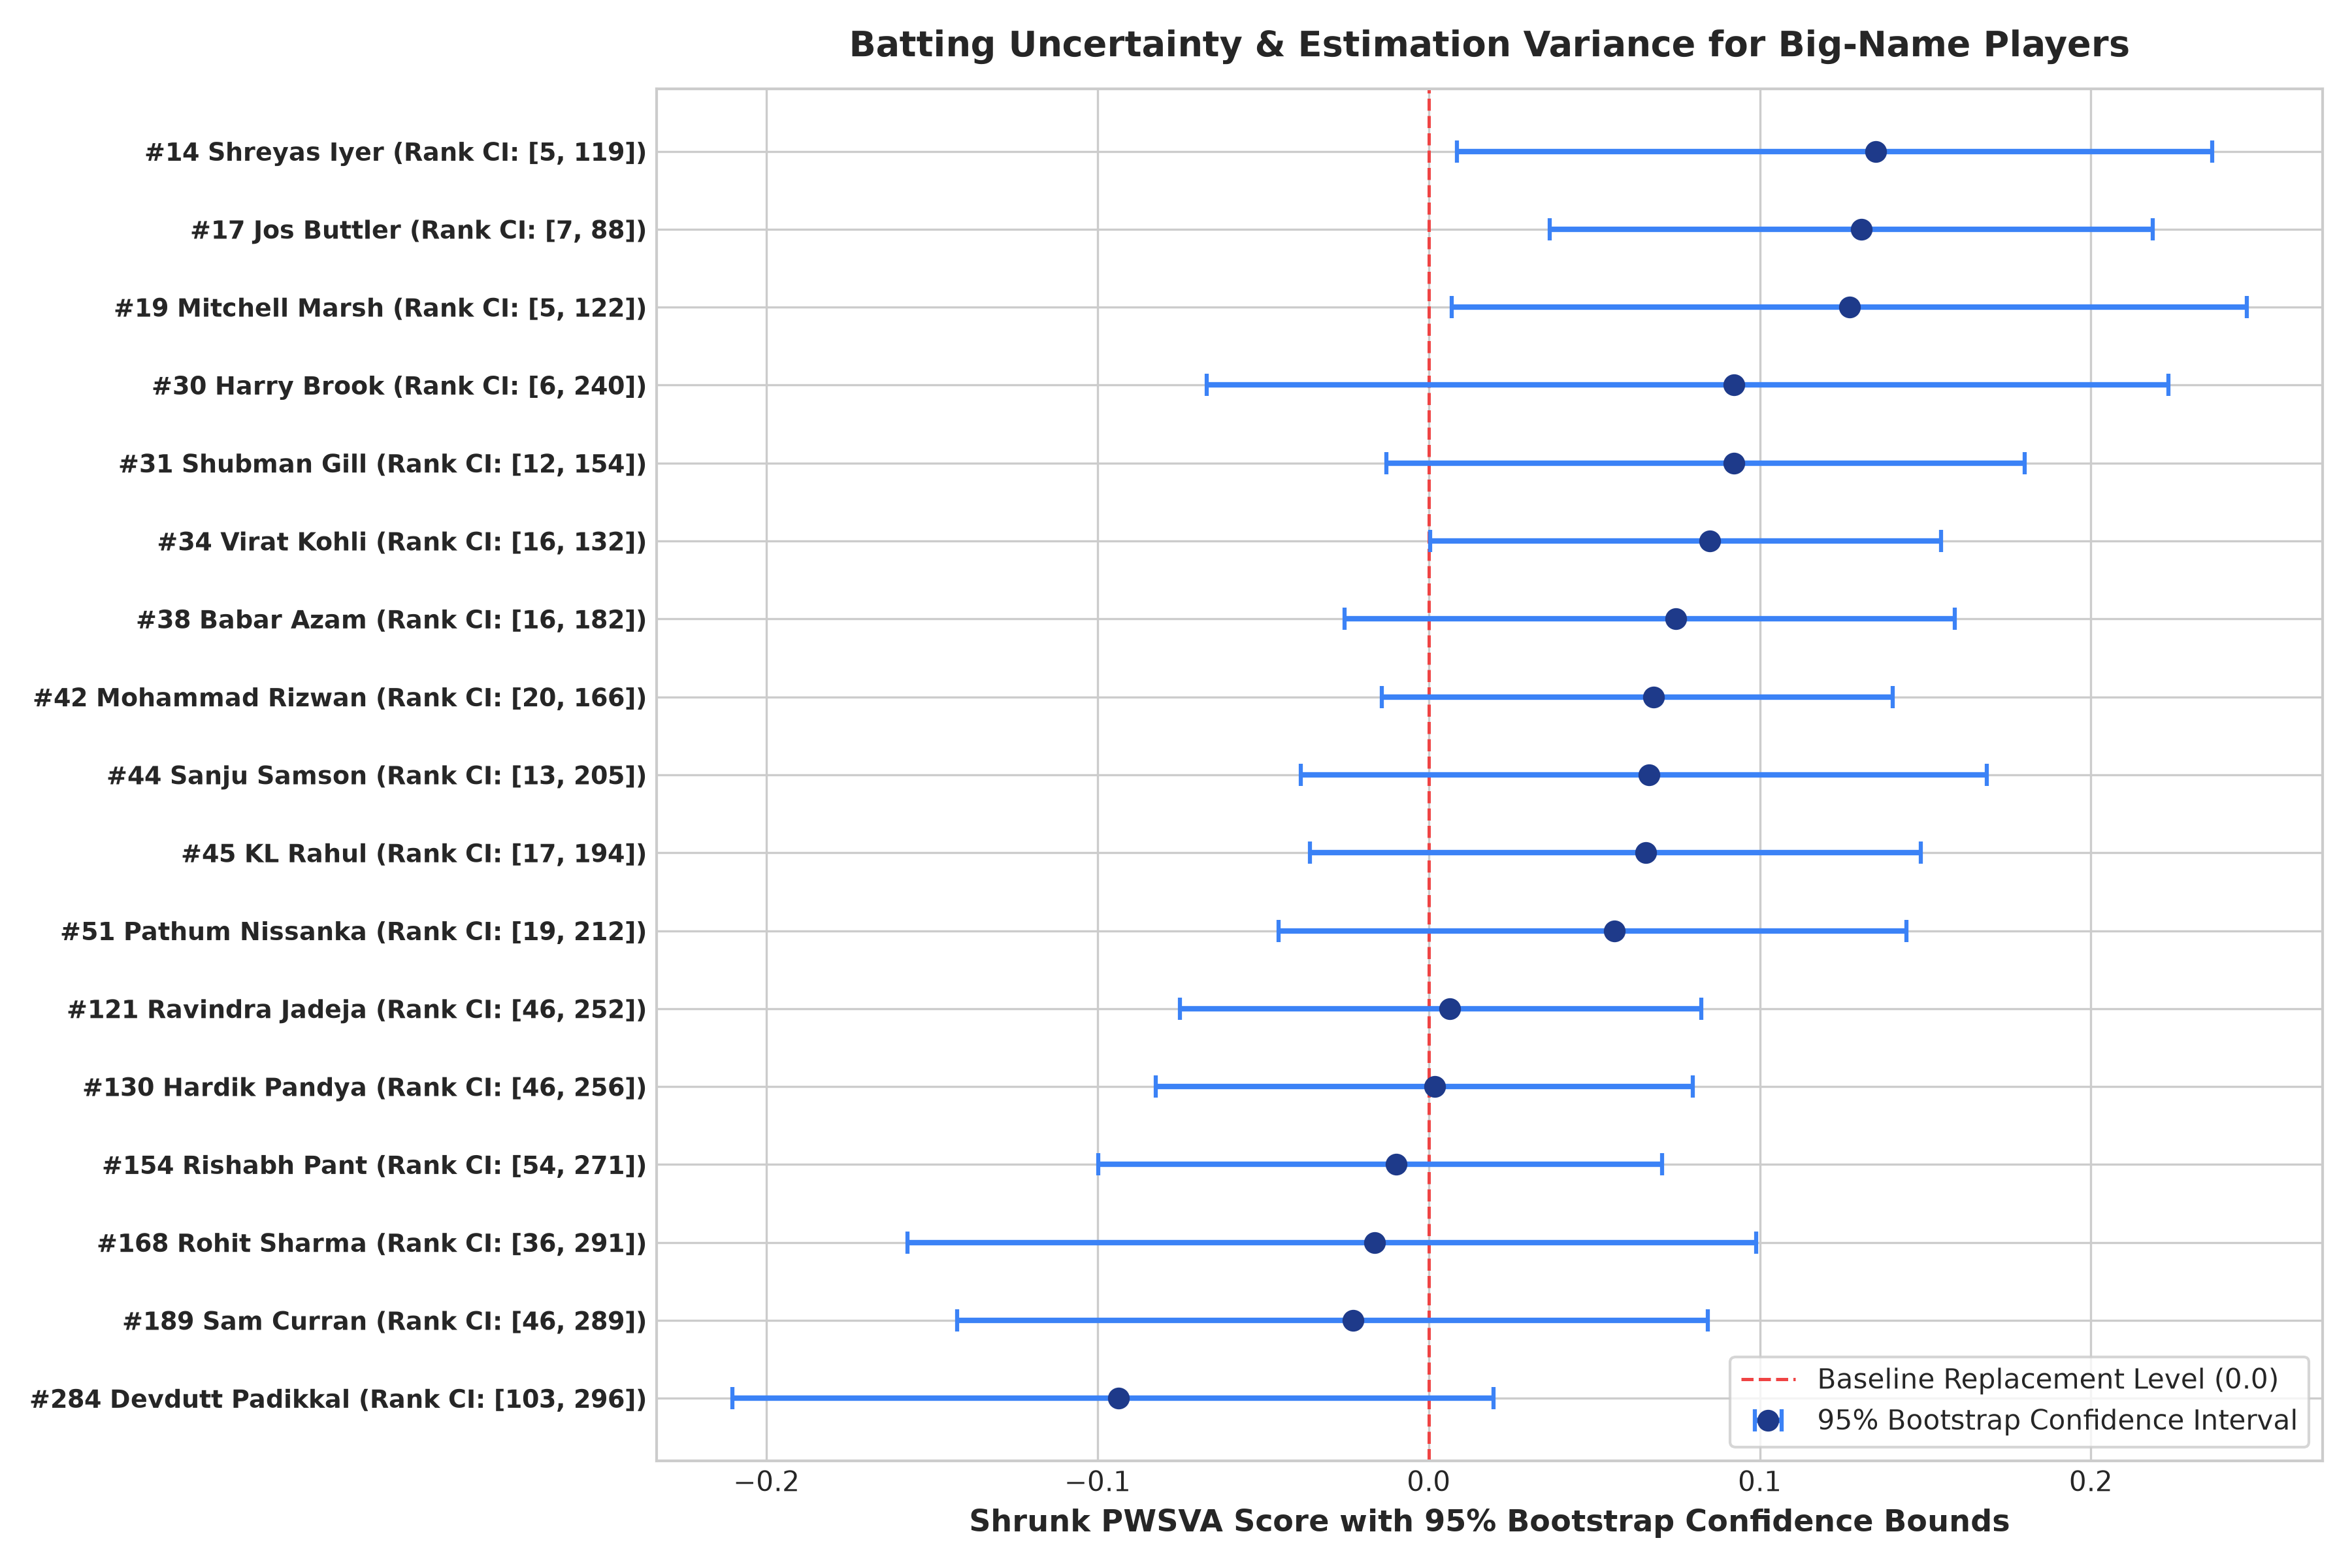 Batting Uncertainty & Estimation Variance for Big-Name Players
#14 Shreyas Iyer (Rank CI: [5, 119])
#17 Jos Buttler (Rank CI: [7, 88])
#19 Mitchell Marsh (Rank CI: [5, 122])
#30 Harry Brook (Rank CI: [6, 240])
#31 Shubman Gill (Rank CI: [12, 154])
#34 Virat Kohli (Rank CI: [16, 132])
#38 Babar Azam (Rank CI: [16, 182])
#42 Mohammad Rizwan (Rank CI: [20, 166])
#44 Sanju Samson (Rank CI: [13, 205])
#45 KL Rahul (Rank CI: [17, 194])
#51 Pathum Nissanka (Rank CI: [19, 212])
#121 Ravindra Jadeja (Rank CI: [46, 252])
#130 Hardik Pandya (Rank CI: [46, 256])
#154 Rishabh Pant (Rank CI: [54, 271])
#168 Rohit Sharma (Rank CI: [36, 291])
#189 Sam Curran (Rank CI: [46, 289])
#284 Devdutt Padikkal (Rank CI: [103, 296])
Baseline Replacement Level (0.0)
95% Bootstrap Confidence Interval
−0.2 −0.1 0.0 0.1 0.2
Shrunk PWSVA Score with 95% Bootstrap Confidence Bounds